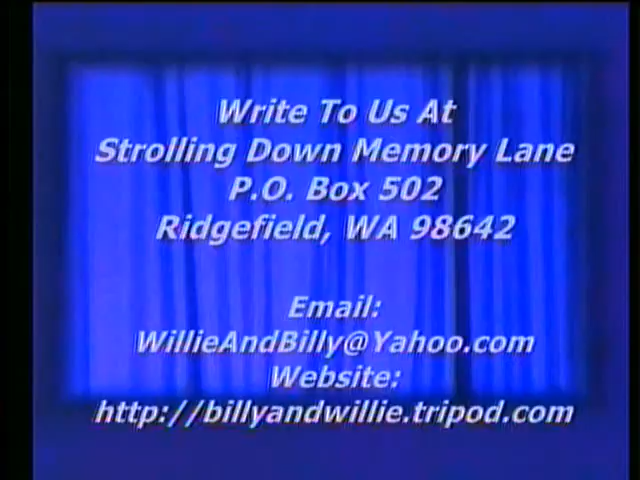 Write To Us At
Strolling Down Memory Lane
P.O. Box 502
Ridgefield, WA 98642
Email:
WillieAndBilly@Yahoo.com
Website:
http://billyandwillie.tripod.com